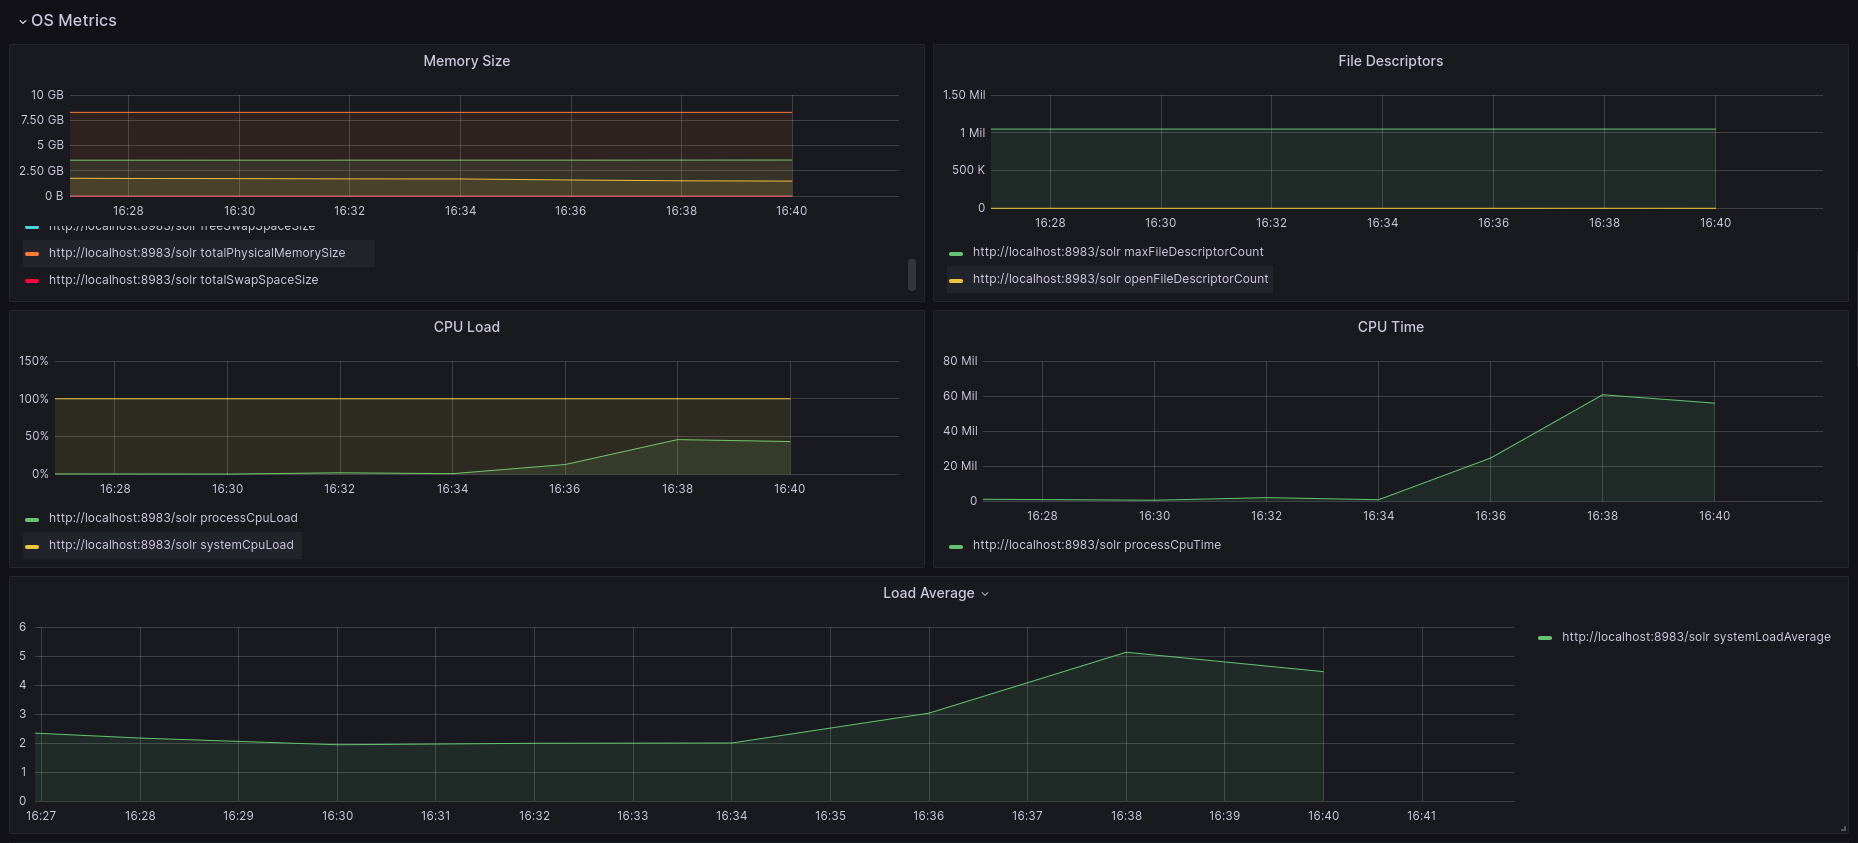 OS Metrics
Memory Size
10 GB
7.50 GB
5 GB
2.50 GB
0 B
16:28 16:30 16:32 16:34 16:36 16:38 16:40
http://localhost:8983/solr freeSwapSpaceSize
http://localhost:8983/solr totalPhysicalMemorySize
http://localhost:8983/solr totalSwapSpaceSize
File Descriptors
1.50 Mil
1 Mil
500 K
0
16:28 16:30 16:32 16:34 16:36 16:38 16:40
http://localhost:8983/solr maxFileDescriptorCount
http://localhost:8983/solr openFileDescriptorCount
CPU Load
150%
100%
50%
0%
16:28 16:30 16:32 16:34 16:36 16:38 16:40
http://localhost:8983/solr processCpuLoad
http://localhost:8983/solr systemCpuLoad
CPU Time
80 Mil
60 Mil
40 Mil
20 Mil
0
16:28 16:30 16:32 16:34 16:36 16:38 16:40
http://localhost:8983/solr processCpuTime
Load Average
6
5
4
3
2
1
0
16:27 16:28 16:29 16:30 16:31 16:32 16:33 16:34 16:35 16:36 16:37 16:38 16:39 16:40 16:41
http://localhost:8983/solr systemLoadAverage